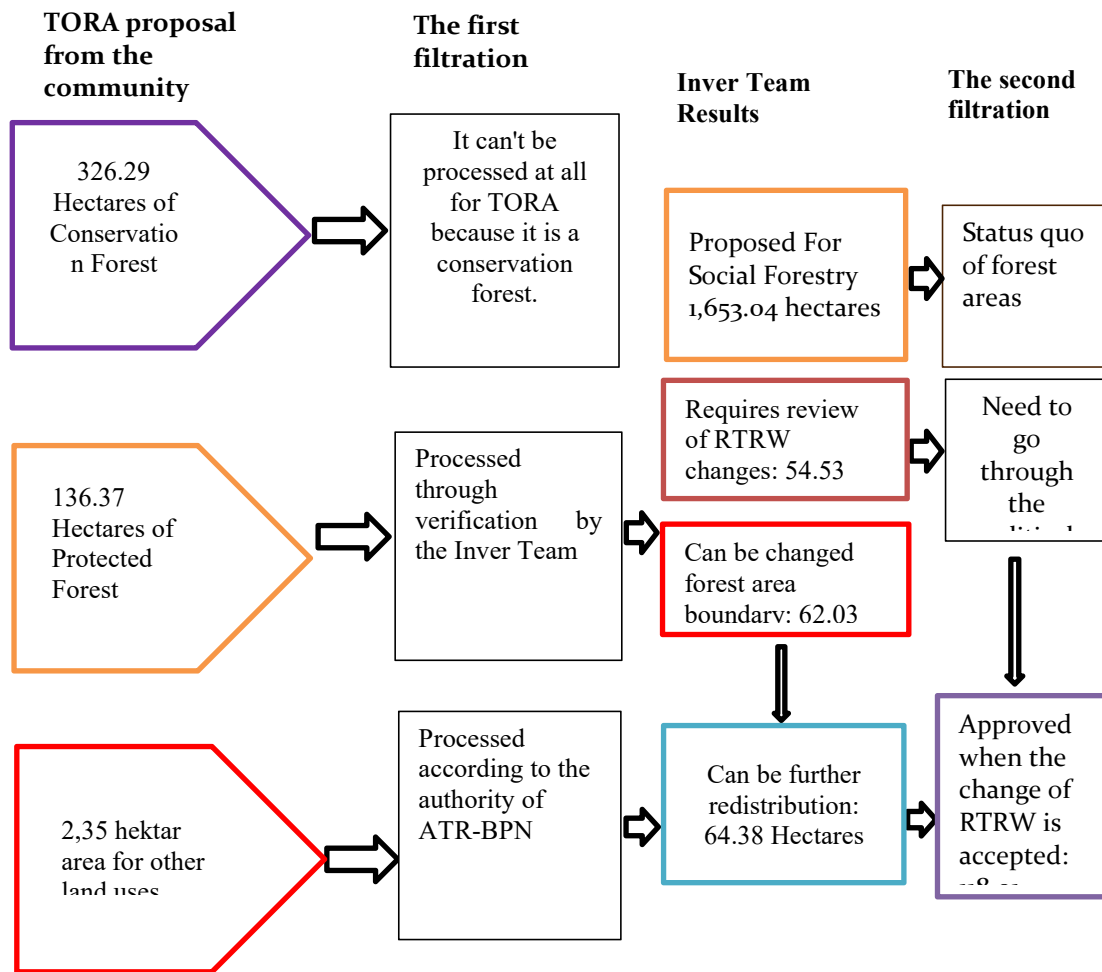 TORA proposal
from the
community
The first
filtration
Inver Team
Results
The second
filtration
326.29
Hectares of
Conservatio
n Forest
It can't be
processed at all
for TORA
because it is a
conservation
forest.
Proposed For
Social Forestry
1,653.04 hectares
Status quo
of forest
areas
136.37
Hectares of
Protected
Forest
Processed
through
verification by
the Inver Team
Requires review
of RTRW
changes: 54.53
Need to
go
through
the
Can be changed
forest area
boundary: 62.03
2,35 hektar
area for other
land uses
Processed
according to the
authority of
ATR-BPN
Can be further
redistribution:
64.38 Hectares
Approved
when the
change of
RTRW is
accepted: